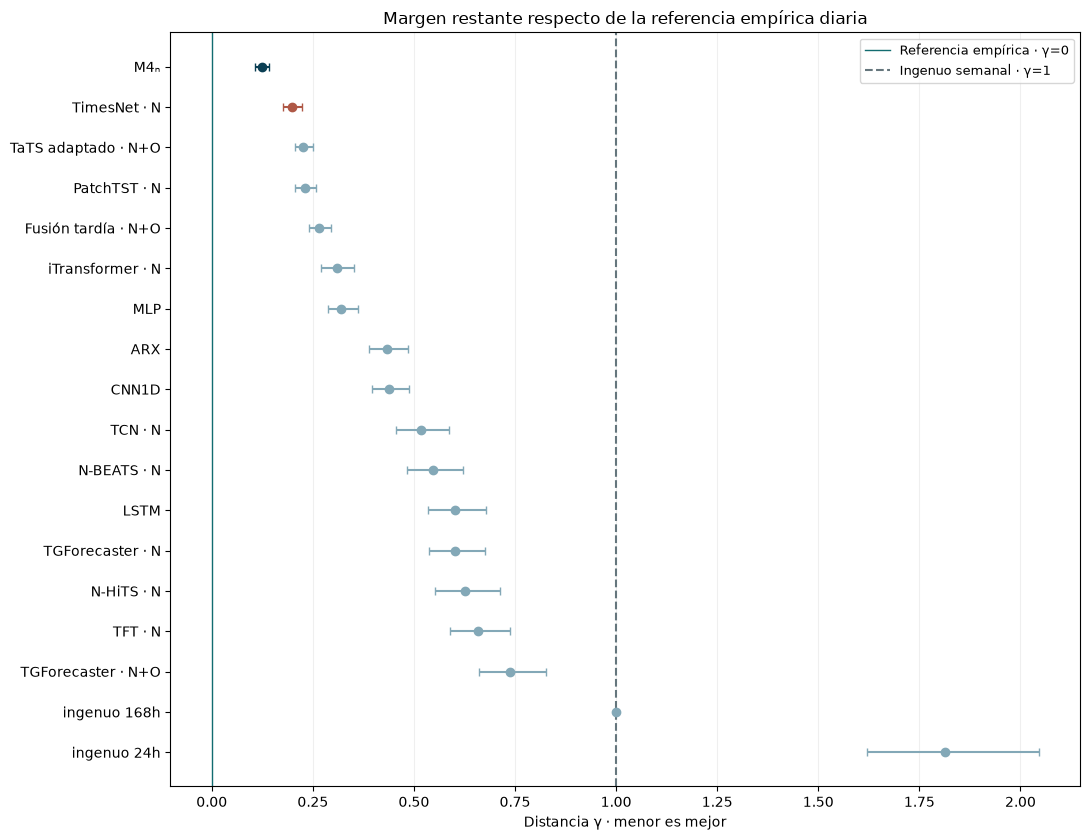 Margen restante respecto de la referencia empírica diaria
Referencia empírica · γ=0
Ingenuo semanal · γ=1
M4ₙ
TimesNet · N
TaTS adaptado · N+O
PatchTST · N
Fusión tardía · N+O
iTransformer · N
MLP
ARX
CNN1D
TCN · N
N-BEATS · N
LSTM
TGForecaster · N
N-HiTS · N
TFT · N
TGForecaster · N+O
ingenuo 168h
ingenuo 24h
0.00 0.25 0.50 0.75 1.00 1.25 1.50 1.75 2.00
Distancia γ · menor es mejor